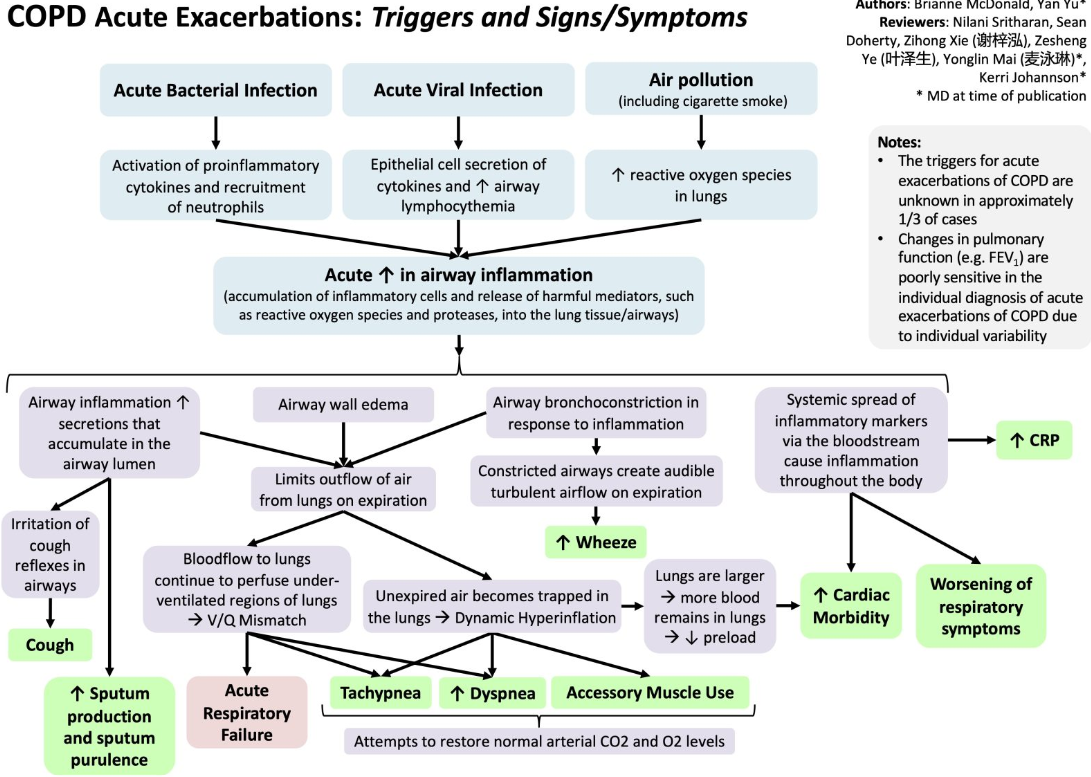 COPD Acute Exacerbations: Triggers and Signs/Symptoms
Authors: Brianne McDonald, Yan Yu*
Reviewers: Nilani Sritharan, Sean
Doherty, Zihong Xie (谢梓泓), Zesheng
Ye (叶泽生), Yonglin Mai (麦泳琳)*,
Kerri Johannson*
* MD at time of publication
Acute Bacterial Infection
Acute Viral Infection
Air pollution
(including cigarette smoke)
Activation of proinflammatory
cytokines and recruitment
of neutrophils
Epithelial cell secretion of
cytokines and ↑ airway
lymphocythemia
↑ reactive oxygen species
in lungs
Notes:
• The triggers for acute
exacerbations of COPD are
unknown in approximately
1/3 of cases
• Changes in pulmonary
function (e.g. FEV₁) are
poorly sensitive in the
individual diagnosis of acute
exacerbations of COPD due
to individual variability
Acute ↑ in airway inflammation
(accumulation of inflammatory cells and release of harmful mediators, such
as reactive oxygen species and proteases, into the lung tissue/airways)
Airway inflammation ↑
secretions that
accumulate in the
airway lumen
Airway wall edema
Airway bronchoconstriction in
response to inflammation
Systemic spread of
inflammatory markers
via the bloodstream
cause inflammation
throughout the body
↑ CRP
Limits outflow of air
from lungs on expiration
Constricted airways create audible
turbulent airflow on expiration
↑ Wheeze
Irritation of
cough
reflexes in
airways
Cough
Bloodflow to lungs
continue to perfuse under-
ventilated regions of lungs
→ V/Q Mismatch
Unexpired air becomes trapped in
the lungs → Dynamic Hyperinflation
Lungs are larger
→ more blood
remains in lungs
→ ↓ preload
↑ Cardiac
Morbidity
Worsening of
respiratory
symptoms
↑ Sputum
production
and sputum
purulence
Acute
Respiratory
Failure
Tachypnea
↑ Dyspnea
Accessory Muscle Use
Attempts to restore normal arterial CO2 and O2 levels